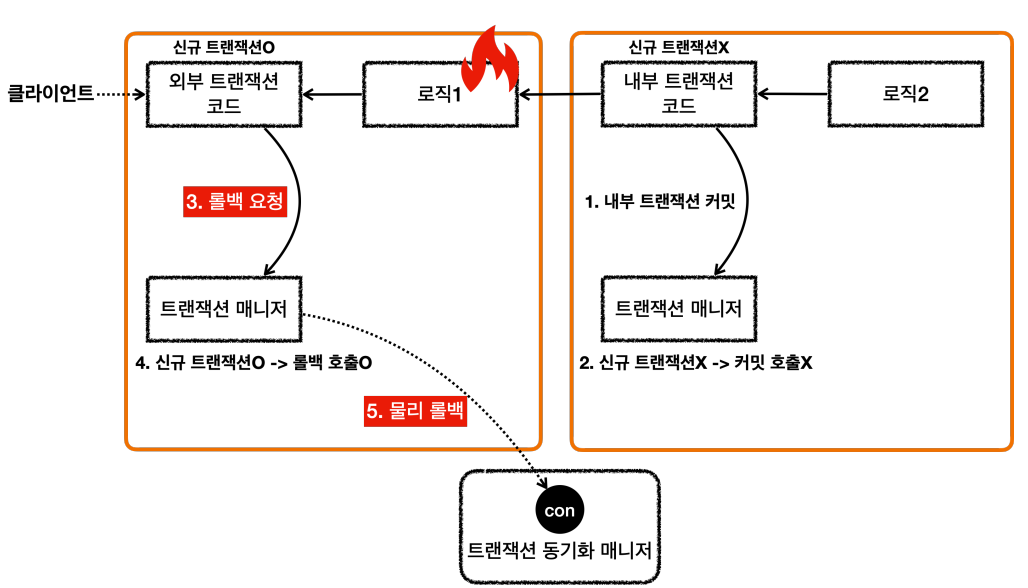 신규 트랜잭션O
신규 트랜잭션X
클라이언트
외부 트랜잭션
코드
로직1
내부 트랜잭션
코드
로직2
3. 롤백 요청
1. 내부 트랜잭션 커밋
트랜잭션 매니저
트랜잭션 매니저
4. 신규 트랜잭션O -> 롤백 호출O
2. 신규 트랜잭션X -> 커밋 호출X
5. 물리 롤백
con
트랜잭션 동기화 매니저